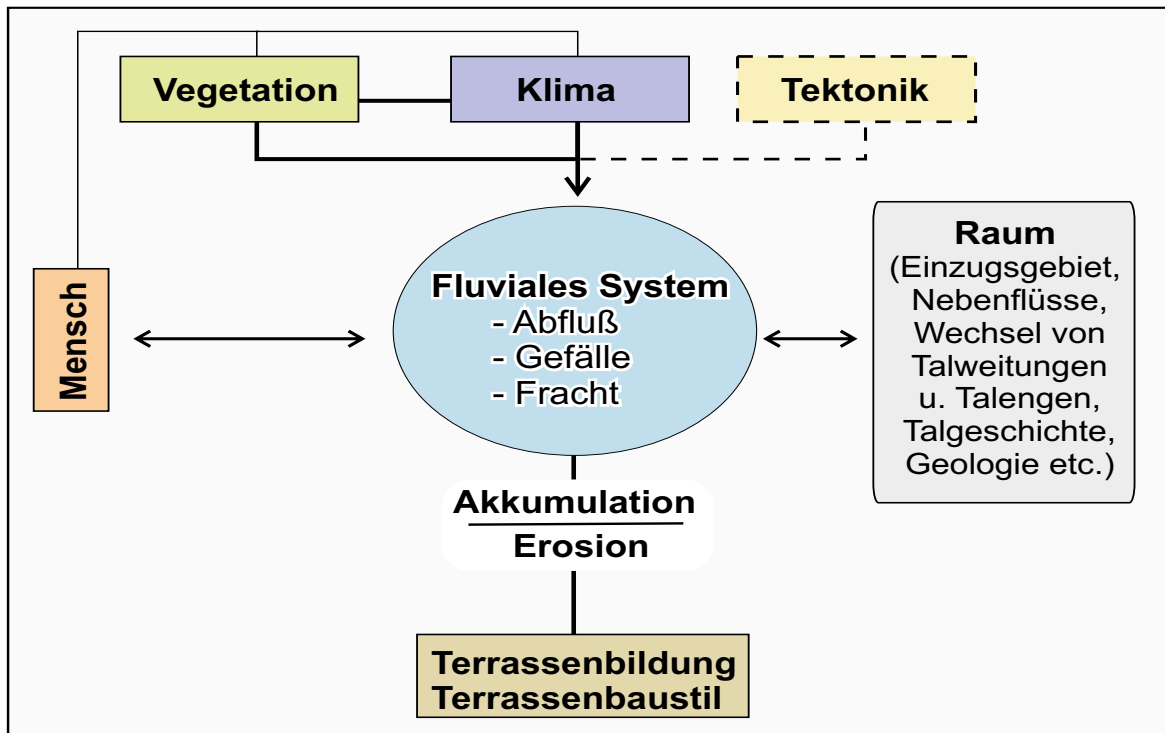 Vegetation
Klima
Tektonik
Mensch
Fluviales System
- Abfluß
- Gefälle
- Fracht
Raum
(Einzugsgebiet,
Nebenflüsse,
Wechsel von
Talweitungen
u. Talengen,
Talgeschichte,
Geologie etc.)
Akkumulation
Erosion
Terrassenbildung
Terrassenbaustil